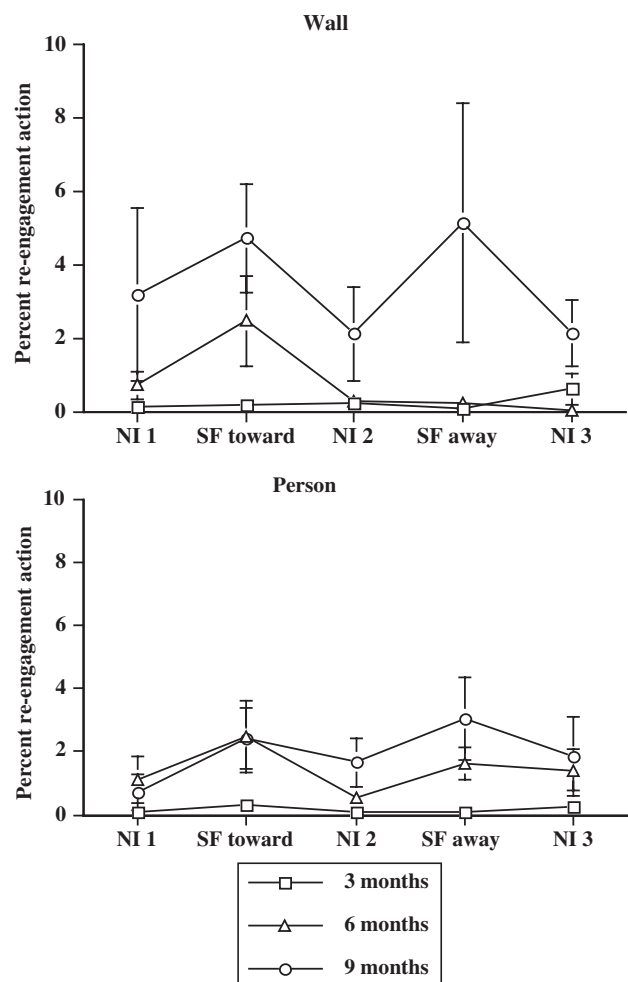 Wall
Percent re-engagement action
10
8
6
4
2
0
NI 1 SF toward NI 2 SF away NI 3
Person
Percent re-engagement action
10
8
6
4
2
0
NI 1 SF toward NI 2 SF away NI 3
3 months
6 months
9 months